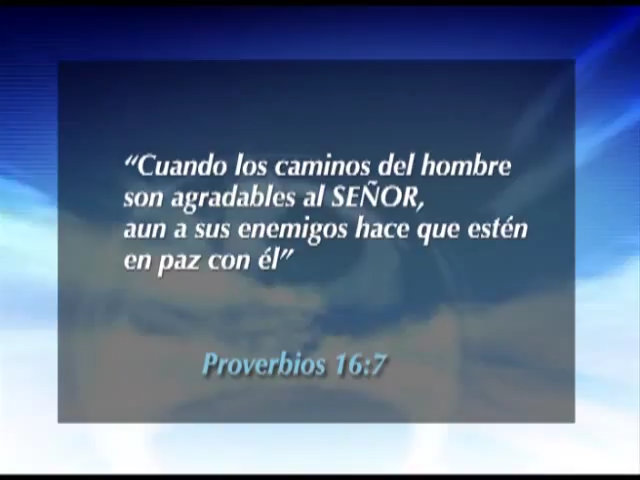 “Cuando los caminos del hombre
son agradables al SEÑOR,
aun a sus enemigos hace que estén
en paz con él”
Proverbios 16:7